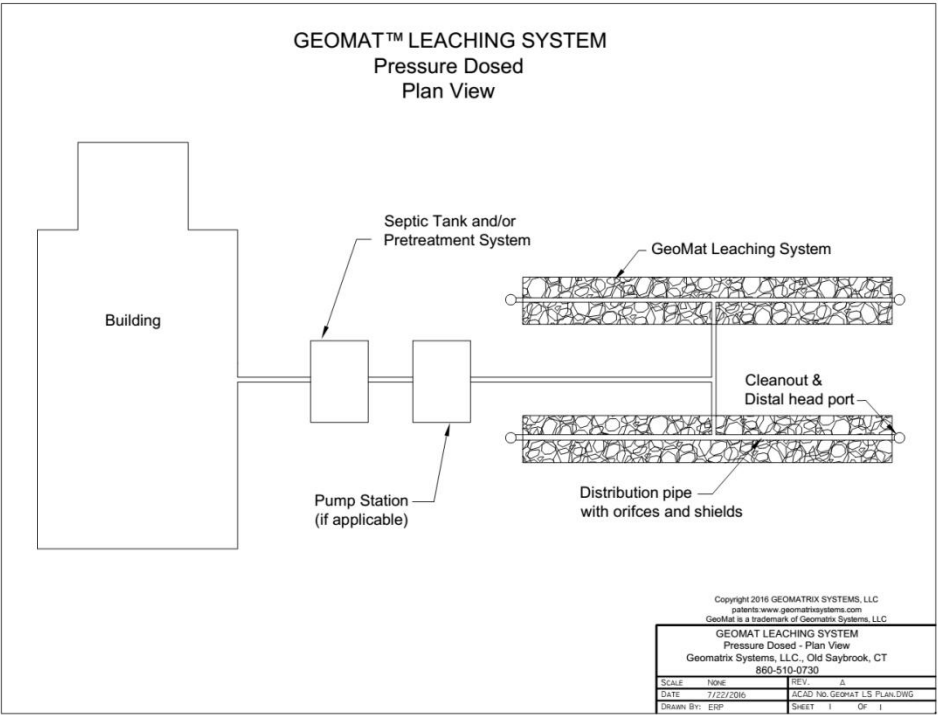 GEOMAT™ LEACHING SYSTEM
Pressure Dosed
Plan View
Septic Tank and/or
Pretreatment System
GeoMat Leaching System
Building
Cleanout &
Distal head port
Pump Station
(if applicable)
Distribution pipe
with orifces and shields
Copyright 2016 GEOMATRIX SYSTEMS, LLC
patents:www.geomatrixsystems.com
GeoMat is a trademark of Geomatrix Systems, LLC
GEOMAT LEACHING SYSTEM
Pressure Dosed - Plan View
Geomatrix Systems, LLC., Old Saybrook, CT
860-510-0730
SCALE NONE REV. Δ
DATE 7/22/2016 ACAD NO. GEOMAT LS PLAN.DWG
DRAWN BY: ERP SHEET 1 OF 1